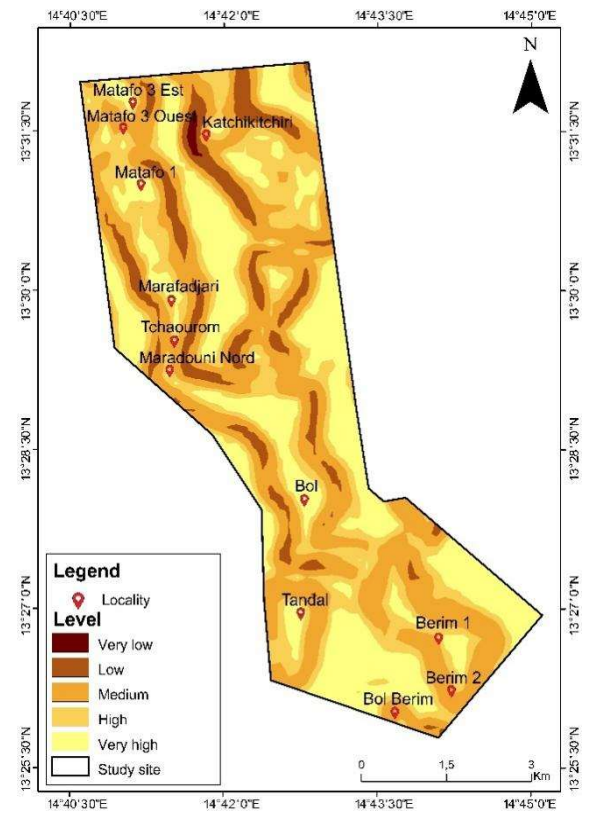 14°40'30"E 14°42'0"E 14°43'30"E 14°45'0"E
N
Matafo 3 Est
Matafo 3 Ouest
Katchikitchiri
13°31'30"N
13°31'30"N
Matafo 1
13°30'0"N
13°30'0"N
Marafadjari
Tchaourom
Maradouni Nord
13°28'30"N
13°28'30"N
Bol
13°27'0"N
13°27'0"N
Tandal
Berim 1
Berim 2
Bol Berim
13°25'30"N
13°25'30"N
Legend
Locality
Level
Very low
Low
Medium
High
Very high
Study site
0 1,5 3
Km
14°40'30"E 14°42'0"E 14°43'30"E 14°45'0"E